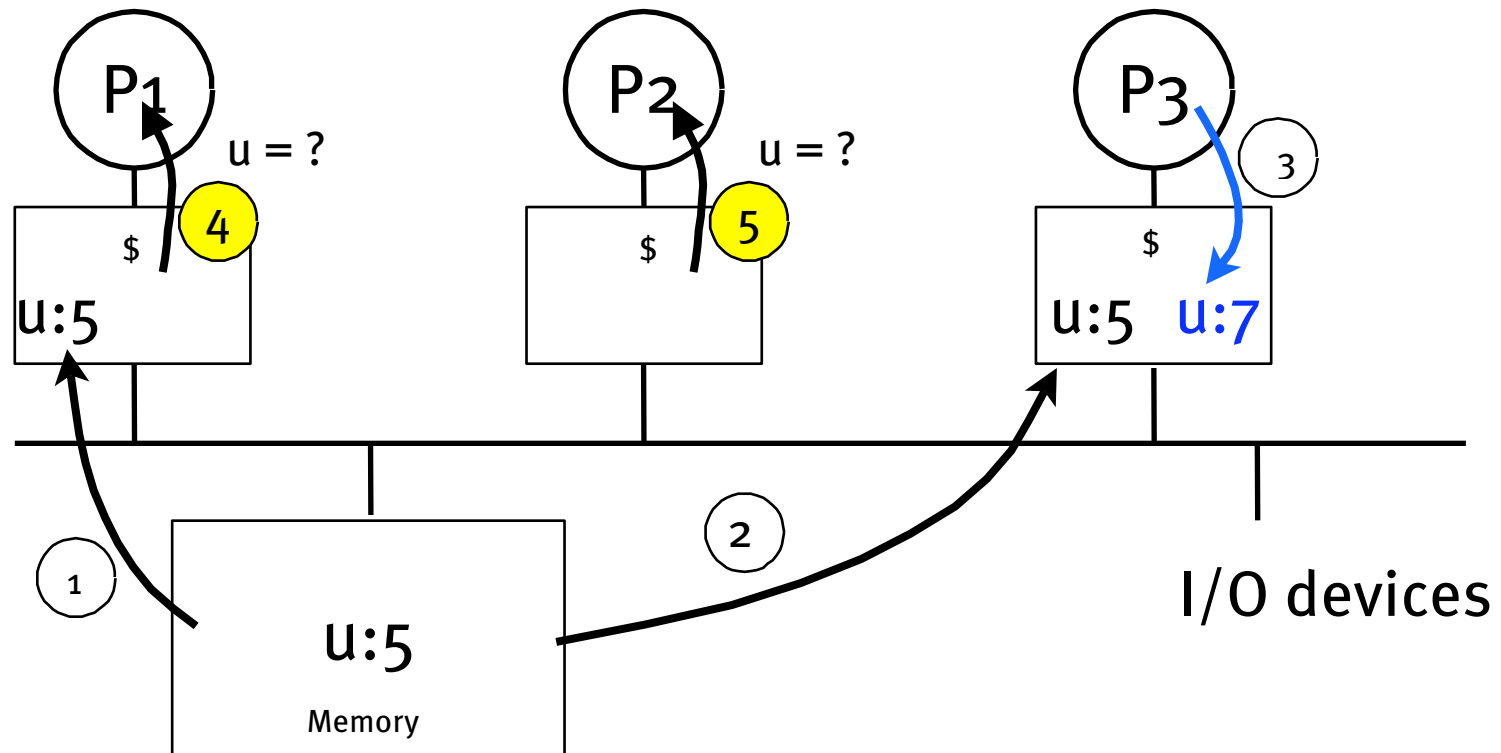 P1
P2
P3
u = ?
u = ?
3
4
5
$
$
$
u:5
u:5 u:7
2
1
I/O devices
u:5
Memory